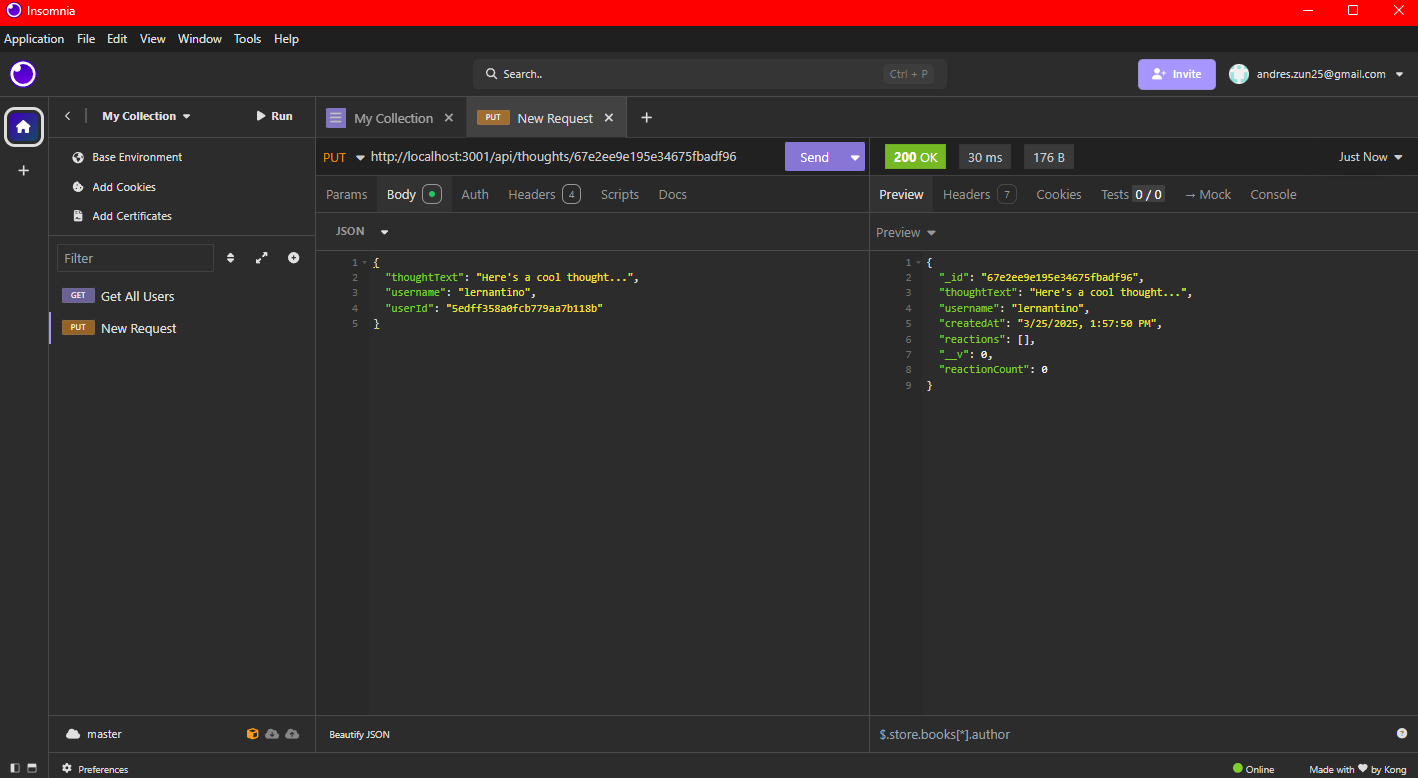 Insomnia
Application File Edit View Window Tools Help
Search.. Ctrl + P
Invite
andres.zun25@gmail.com
My Collection
Run
My Collection
PUT New Request
Base Environment
Add Cookies
Add Certificates
Filter
GET Get All Users
PUT New Request
PUT http://localhost:3001/api/thoughts/67e2ee9e195e34675fbadf96
Send
200 OK 30 ms 176 B
Just Now
Params Body Auth Headers 4 Scripts Docs
Preview Headers 7 Cookies Tests 0 / 0 → Mock Console
JSON
Preview
1 {
2 "thoughtText": "Here's a cool thought...",
3 "username": "lernantino",
4 "userId": "5edff358a0fcb779aa7b118b"
5 }
1 {
2 "_id": "67e2ee9e195e34675fbadf96",
3 "thoughtText": "Here's a cool thought...",
4 "username": "lernantino",
5 "createdAt": "3/25/2025, 1:57:50 PM",
6 "reactions": [],
7 "__v": 0,
8 "reactionCount": 0
9 }
master
Beautify JSON
$.store.books[*].author
Preferences
Online
Made with ♥ by Kong